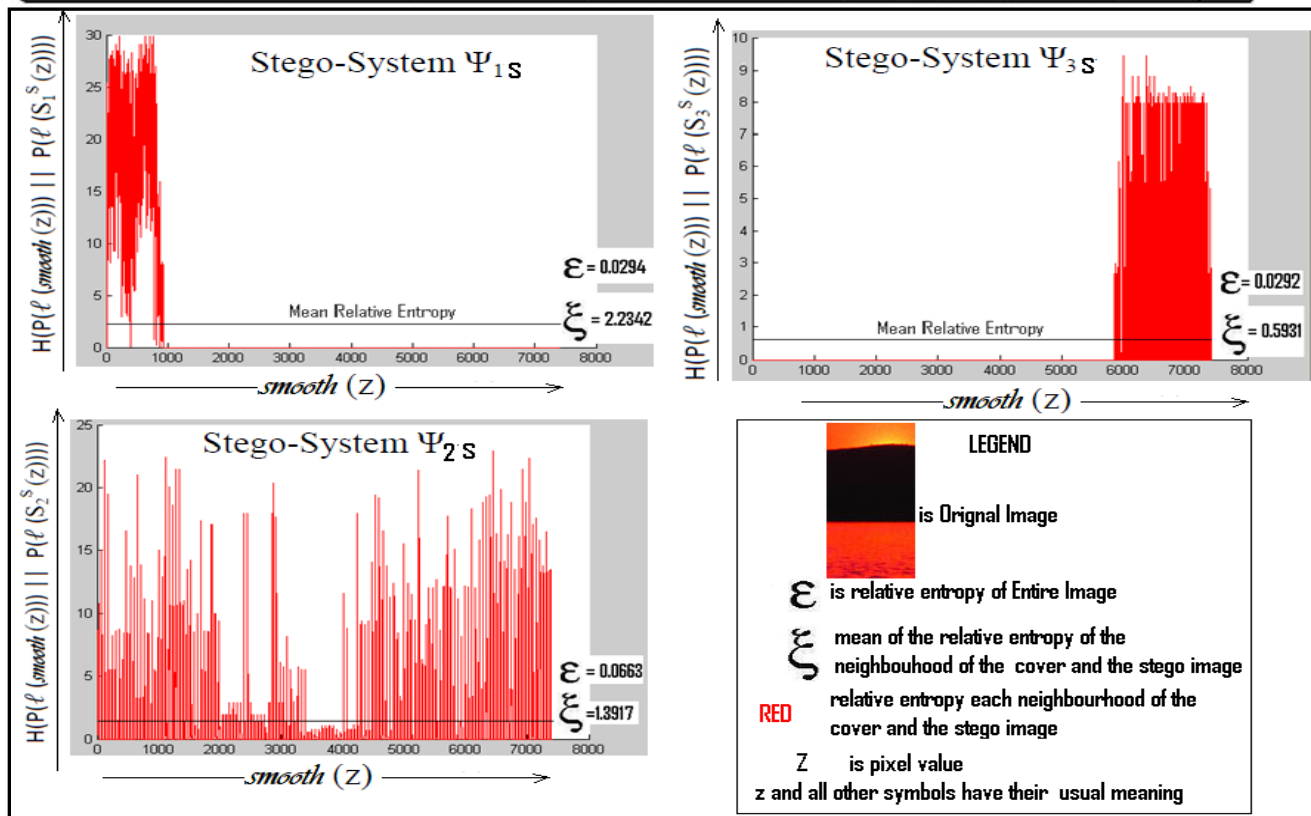 H(P(ℓ(smooth(z))) || P(ℓ(S₁ˢ(z))))
Stego-System Ψ₁s
30
25
20
15
10
5
0
Mean Relative Entropy
ε = 0.0294
ξ = 2.2342
0 1000 2000 3000 4000 5000 6000 7000 8000
smooth (z)
H(P(ℓ(smooth(z))) || P(ℓ(S₃ˢ(z))))
Stego-System Ψ₃s
10
9
8
7
6
5
4
3
2
1
0
Mean Relative Entropy
ε = 0.0292
ξ = 0.5931
0 1000 2000 3000 4000 5000 6000 7000 8000
smooth (z)
H(P(ℓ(smooth(z))) || P(ℓ(S₂ˢ(z))))
Stego-System Ψ₂s
25
20
15
10
5
0
ε = 0.0663
ξ =1.3917
0 1000 2000 3000 4000 5000 6000 7000 8000
smooth (z)
LEGEND
is Orignal Image
ε is relative entropy of Entire Image
ξ mean of the relative entropy of the
neighbouhood of the cover and the stego image
RED relative entropy each neighbourhood of the
cover and the stego image
Z is pixel value
z and all other symbols have their usual meaning